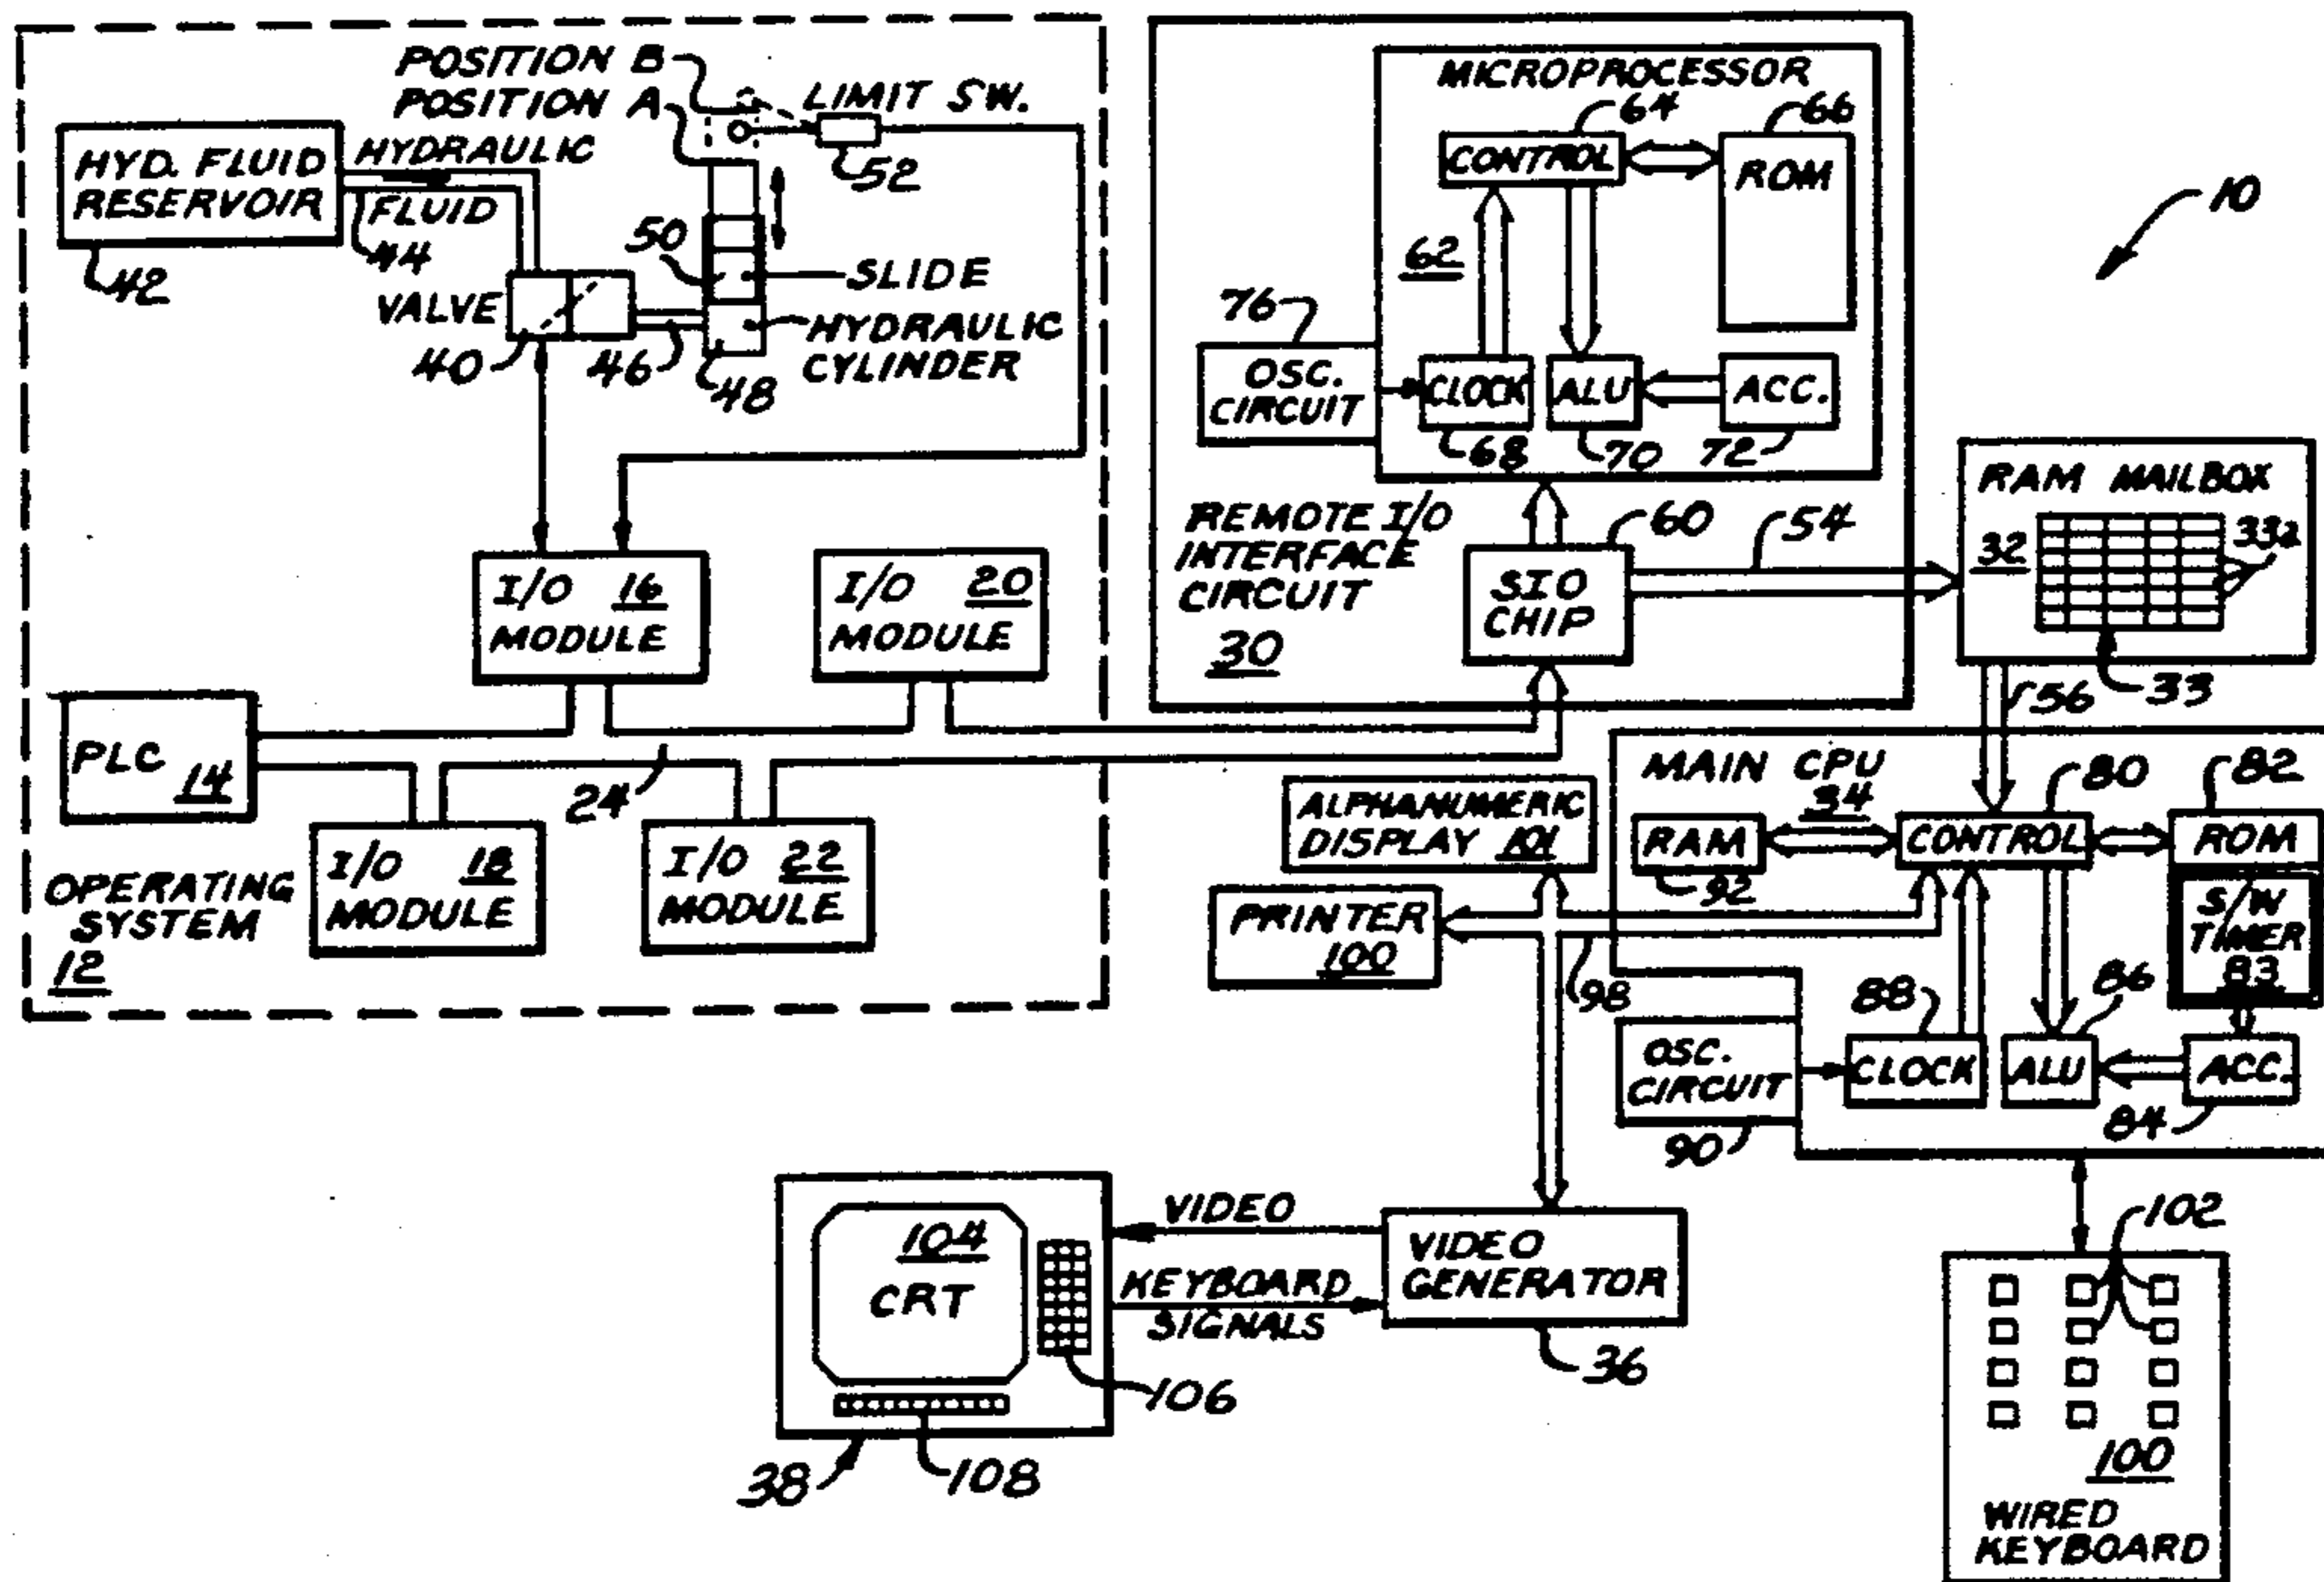 POSITION B
POSITION A
LIMIT SW.
52
HYD. FLUID
RESERVOIR
42
HYDRAULIC
FLUID
44
50
SLIDE
VALVE
40
46
48
HYDRAULIC
CYLINDER
I/O 16
MODULE
I/O 20
MODULE
PLC 14
24
I/O 18
MODULE
I/O 22
MODULE
OPERATING
SYSTEM
12
MICROPROCESSOR
64
66
CONTROL
ROM
62
76
OSC.
CIRCUIT
CLOCK
ALU
ACC.
68
70
72
REMOTE I/O
INTERFACE
CIRCUIT
30
60
54
SIO
CHIP
10
RAM MAILBOX
32
332
33
56
MAIN CPU
34
80
82
RAM
92
CONTROL
ROM
S/W
TIMER
83
ALPHANUMERIC
DISPLAY 101
PRINTER
100
98
88
86
OSC.
CIRCUIT
CLOCK
ALU
ACC.
84
90
104
CRT
VIDEO
KEYBOARD
SIGNALS
VIDEO
GENERATOR
36
106
108
38
102
100
WIRED
KEYBOARD